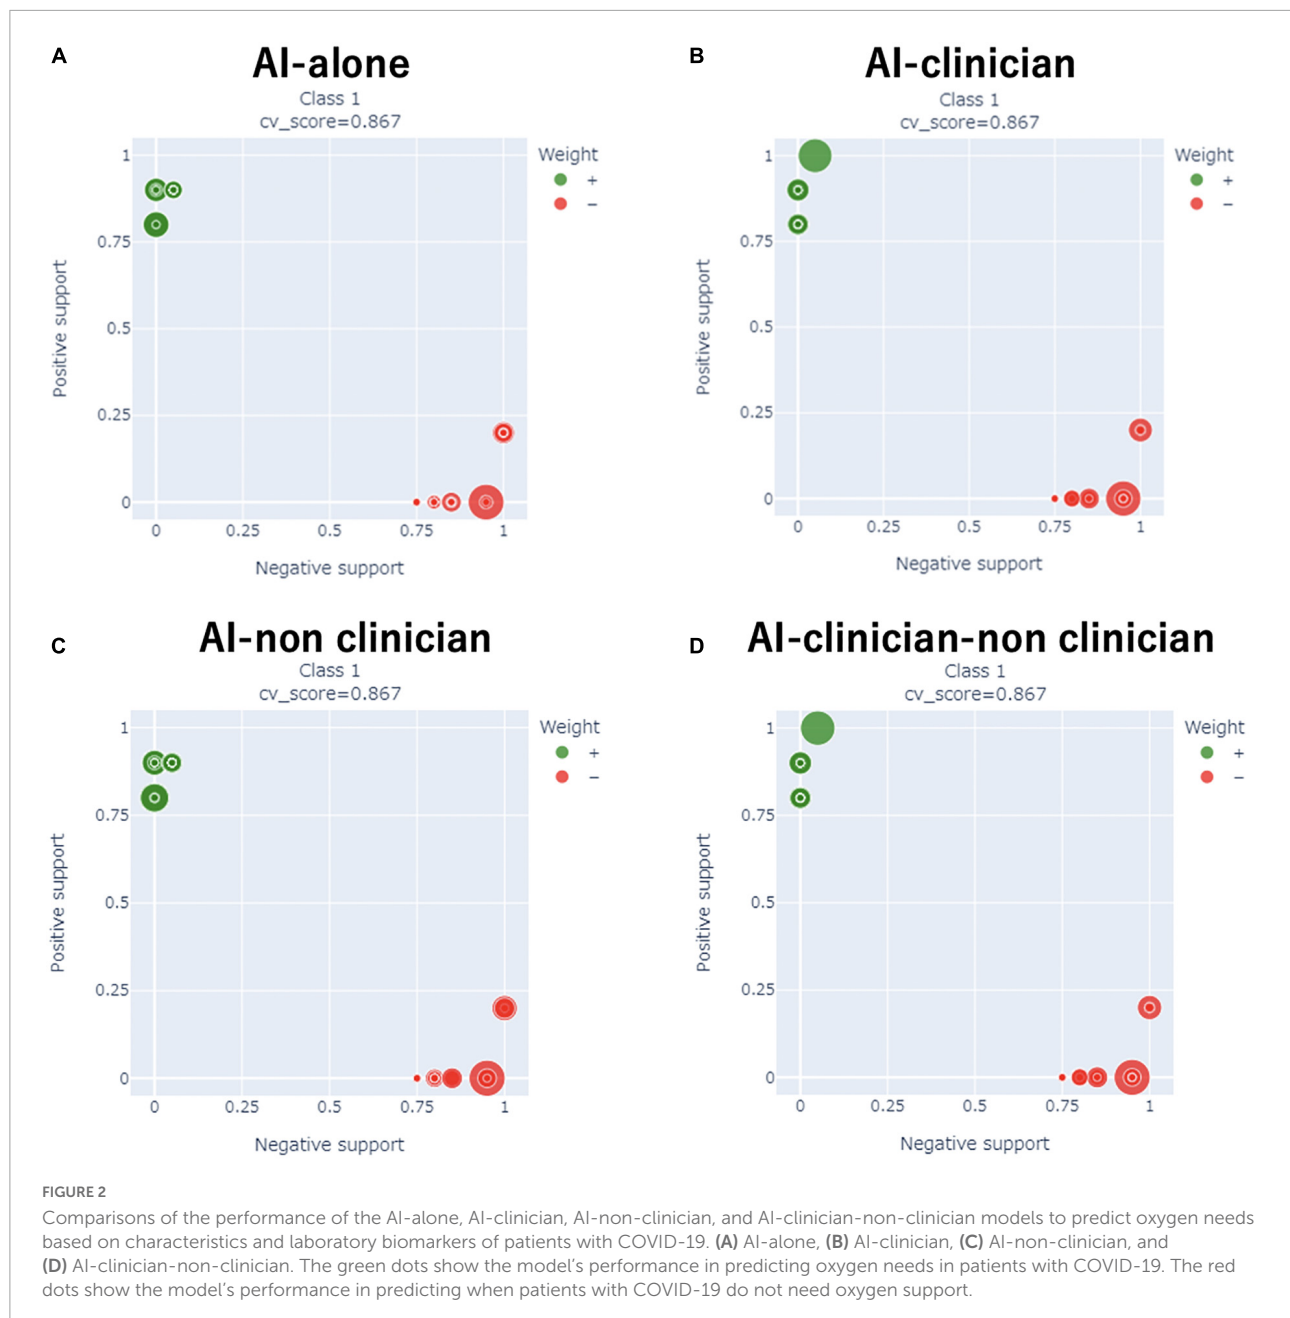 A
AI-alone
Class 1
cv_score=0.867
Weight
+
−
1
0.75
0.5
0.25
0
Positive support
0
0.25
0.5
0.75
1
Negative support
B
AI-clinician
Class 1
cv_score=0.867
Weight
+
−
1
0.75
0.5
0.25
0
Positive support
0
0.25
0.5
0.75
1
Negative support
C
AI-non clinician
Class 1
cv_score=0.867
Weight
+
−
1
0.75
0.5
0.25
0
Positive support
0
0.25
0.5
0.75
1
Negative support
D
AI-clinician-non clinician
Class 1
cv_score=0.867
Weight
+
−
1
0.75
0.5
0.25
0
Positive support
0
0.25
0.5
0.75
1
Negative support
FIGURE 2
Comparisons of the performance of the AI-alone, AI-clinician, AI-non-clinician, and AI-clinician-non-clinician models to predict oxygen needs
based on characteristics and laboratory biomarkers of patients with COVID-19. (A) AI-alone, (B) AI-clinician, (C) AI-non-clinician, and
(D) AI-clinician-non-clinician. The green dots show the model’s performance in predicting oxygen needs in patients with COVID-19. The red
dots show the model’s performance in predicting when patients with COVID-19 do not need oxygen support.